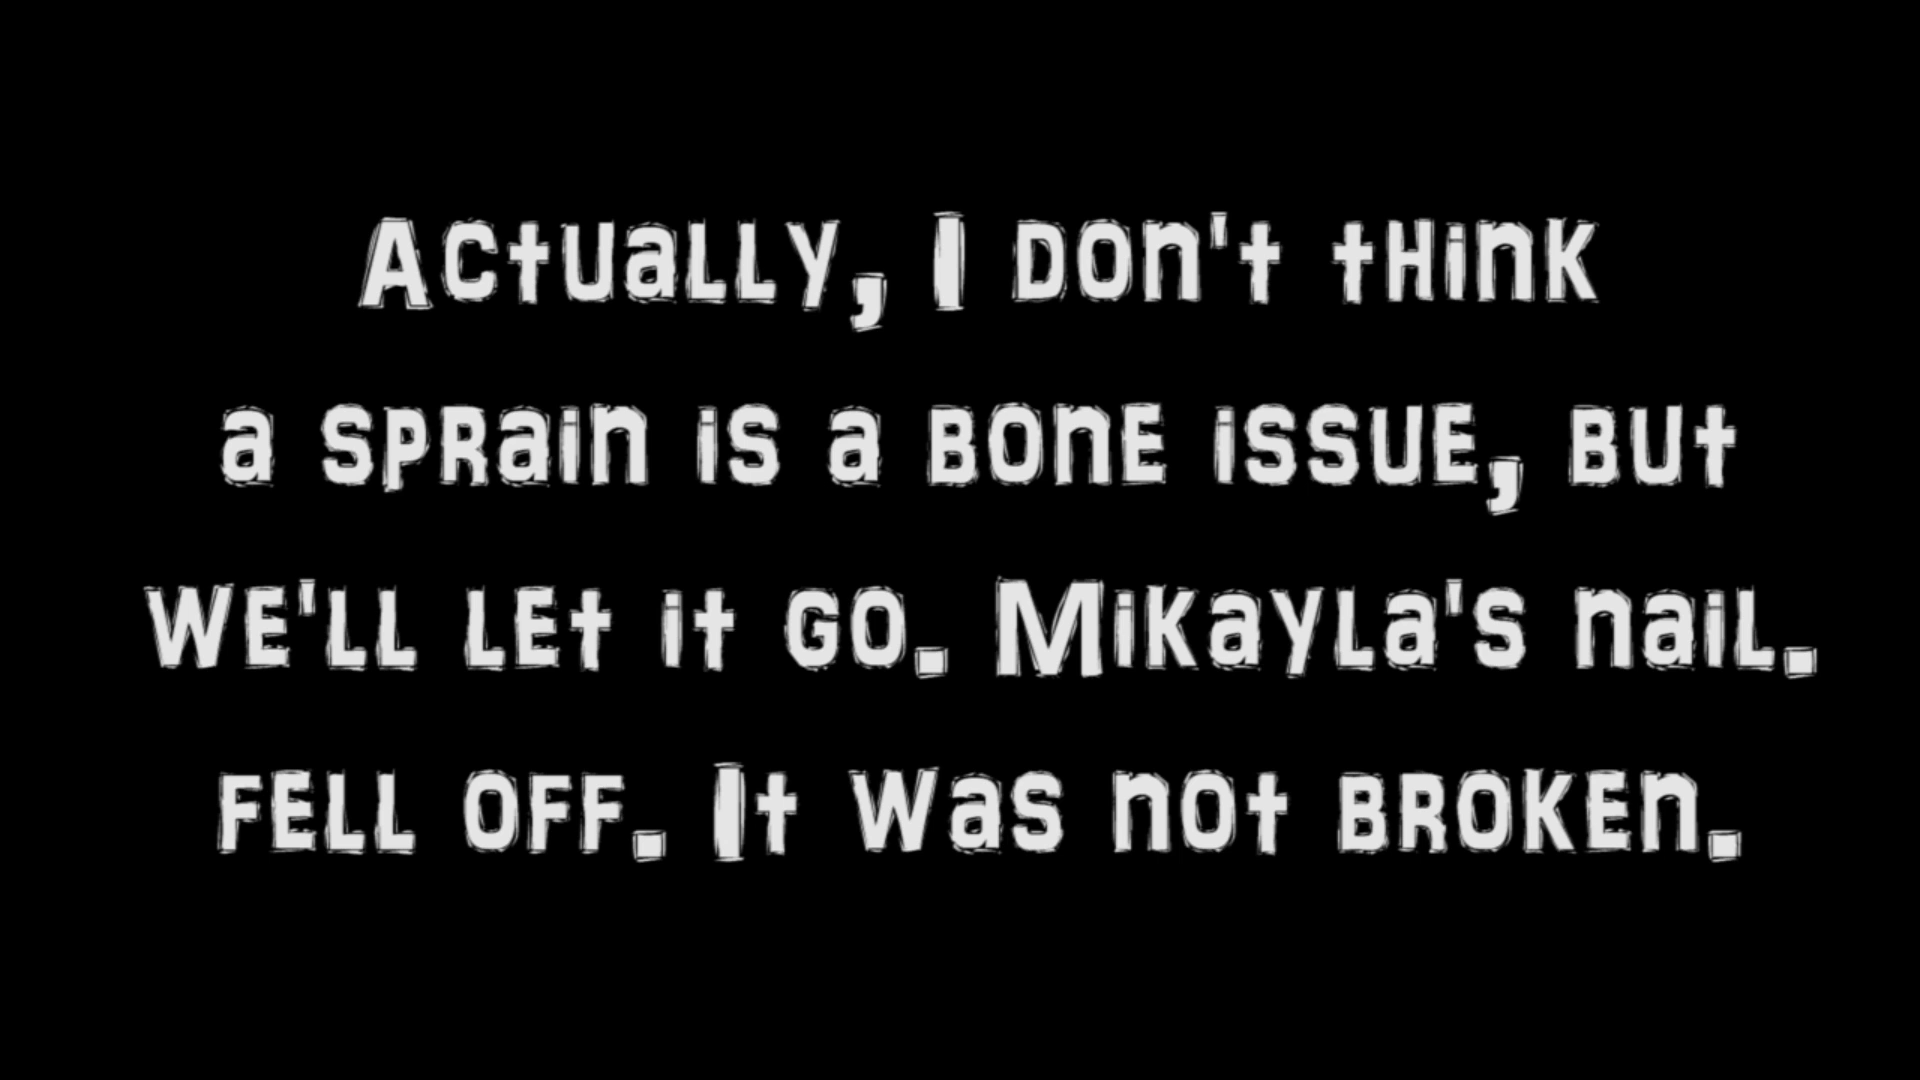 Actually, I don't think
a sprain is a bone issue, but
we'll let it go. Mikayla's nail.
fell off. It was not broken.